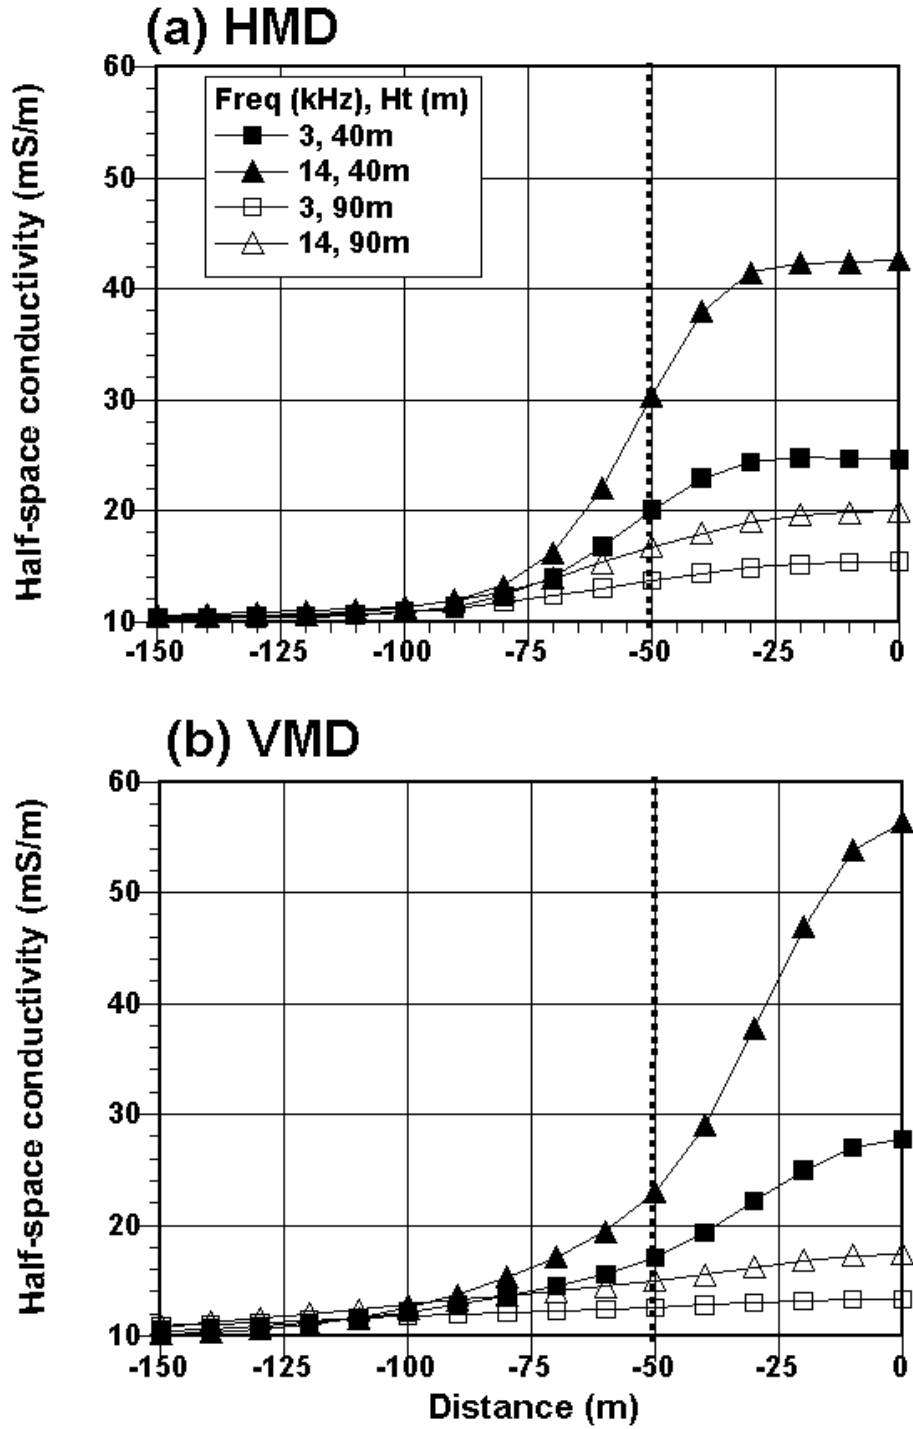 (a) HMD
60
50
40
30
20
10
Half-space conductivity (mS/m)
Freq (kHz), Ht (m)
3, 40m
14, 40m
3, 90m
14, 90m
-150 -125 -100 -75 -50 -25 0
(b) VMD
60
50
40
30
20
10
Half-space conductivity (mS/m)
-150 -125 -100 -75 -50 -25 0
Distance (m)